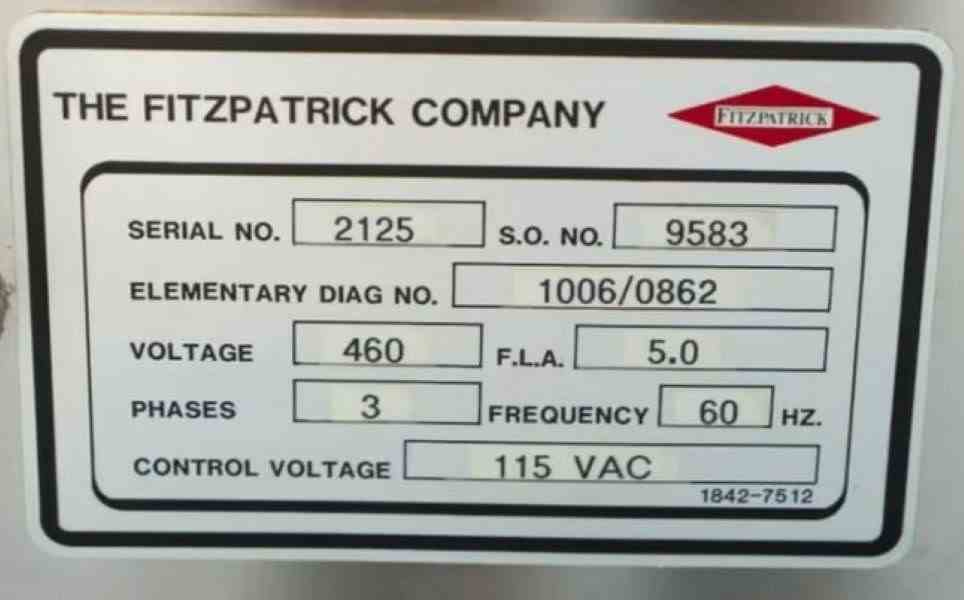 THE FITZPATRICK COMPANY
FITZPATRICK
SERIAL NO. 2125 S.O. NO. 9583
ELEMENTARY DIAG NO. 1006/0862
VOLTAGE 460 F.L.A. 5.0
PHASES 3 FREQUENCY 60 HZ.
CONTROL VOLTAGE 115 VAC
1842-7512